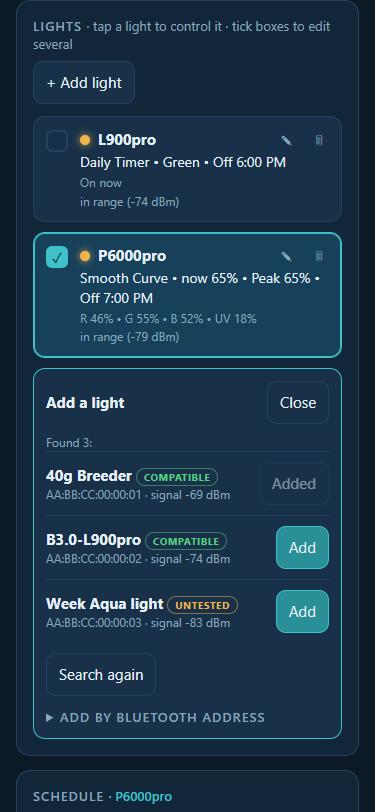 LIGHTS · tap a light to control it · tick boxes to edit
several
+ Add light
L900pro
Daily Timer • Green • Off 6:00 PM
On now
in range (-74 dBm)
P6000pro
Smooth Curve • now 65% • Peak 65% •
Off 7:00 PM
R 46% • G 55% • B 52% • UV 18%
in range (-79 dBm)
Add a light
Close
Found 3:
40g Breeder COMPATIBLE
AA:BB:CC:00:00:01 · signal -69 dBm
Added
B3.0-L900pro COMPATIBLE
AA:BB:CC:00:00:02 · signal -74 dBm
Add
Week Aqua light UNTESTED
AA:BB:CC:00:00:03 · signal -83 dBm
Add
Search again
▶ ADD BY BLUETOOTH ADDRESS
SCHEDULE · P6000pro